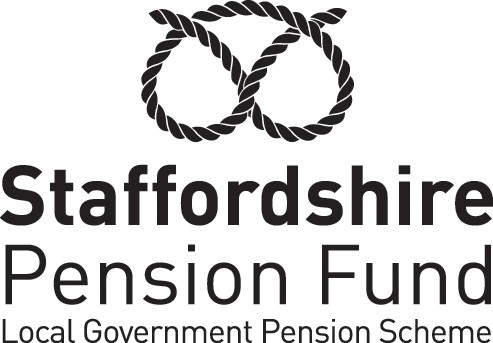 Staffordshire
Pension Fund
Local Government Pension Scheme